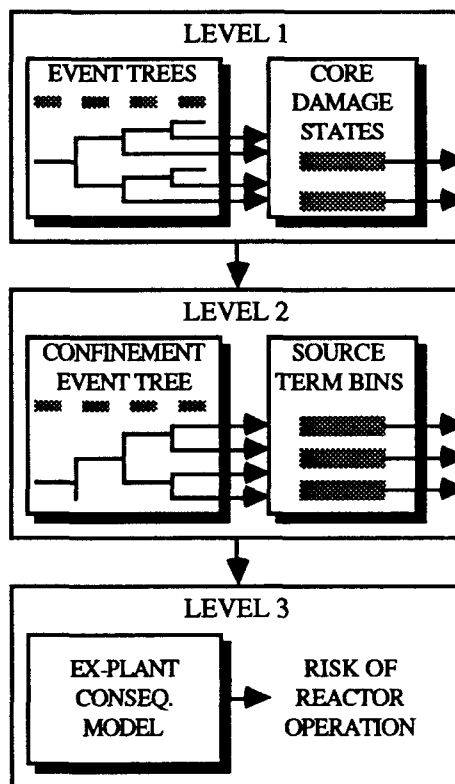 LEVEL 1
EVENT TREES
CORE
DAMAGE
STATES
LEVEL 2
CONFINEMENT
EVENT TREE
SOURCE
TERM BINS
LEVEL 3
EX-PLANT
CONSEQ.
MODEL
RISK OF
REACTOR
OPERATION